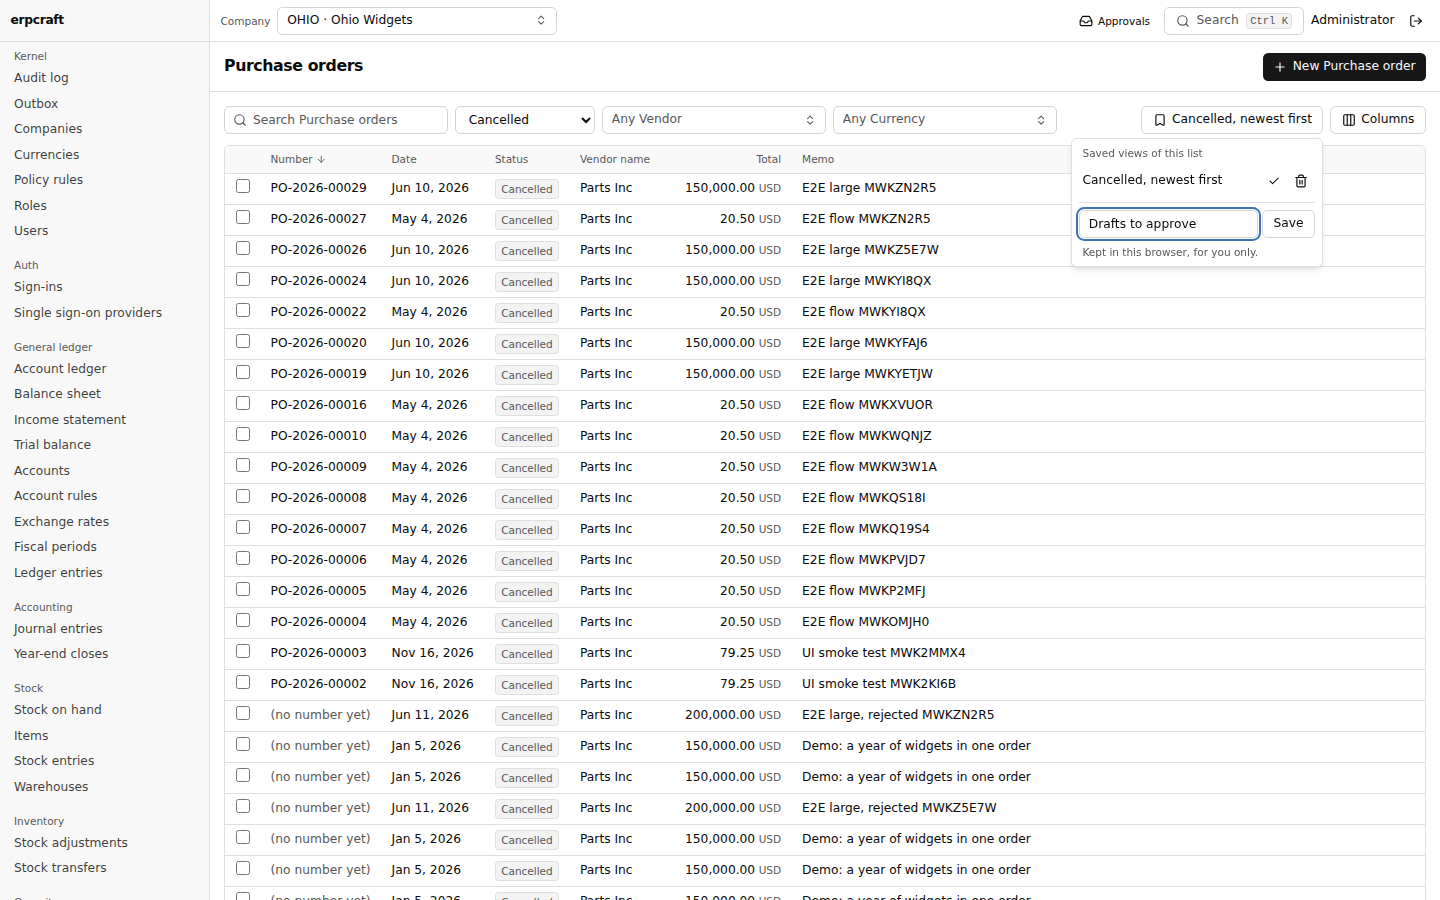 erpcraft
Company OHIO · Ohio Widgets
Approvals Search Ctrl K Administrator
Kernel
Audit log
Outbox
Companies
Currencies
Policy rules
Roles
Users
Auth
Sign-ins
Single sign-on providers
General ledger
Account ledger
Balance sheet
Income statement
Trial balance
Accounts
Account rules
Exchange rates
Fiscal periods
Ledger entries
Accounting
Journal entries
Year-end closes
Stock
Stock on hand
Items
Stock entries
Warehouses
Inventory
Stock adjustments
Stock transfers
Purchase orders
New Purchase order
Search Purchase orders Cancelled Any Vendor Any Currency Cancelled, newest first Columns
Saved views of this list
Cancelled, newest first
Drafts to approve Save
Kept in this browser, for you only.
Number Date Status Vendor name Total Memo
PO-2026-00029 Jun 10, 2026 Cancelled Parts Inc 150,000.00 USD E2E large MWKZN2R5
PO-2026-00027 May 4, 2026 Cancelled Parts Inc 20.50 USD E2E flow MWKZN2R5
PO-2026-00026 Jun 10, 2026 Cancelled Parts Inc 150,000.00 USD E2E large MWKZ5E7W
PO-2026-00024 Jun 10, 2026 Cancelled Parts Inc 150,000.00 USD E2E large MWKYI8QX
PO-2026-00022 May 4, 2026 Cancelled Parts Inc 20.50 USD E2E flow MWKYI8QX
PO-2026-00020 Jun 10, 2026 Cancelled Parts Inc 150,000.00 USD E2E large MWKYFAJ6
PO-2026-00019 Jun 10, 2026 Cancelled Parts Inc 150,000.00 USD E2E large MWKYETJW
PO-2026-00016 May 4, 2026 Cancelled Parts Inc 20.50 USD E2E flow MWKXVUOR
PO-2026-00010 May 4, 2026 Cancelled Parts Inc 20.50 USD E2E flow MWKWQNJZ
PO-2026-00009 May 4, 2026 Cancelled Parts Inc 20.50 USD E2E flow MWKW3W1A
PO-2026-00008 May 4, 2026 Cancelled Parts Inc 20.50 USD E2E flow MWKQS18I
PO-2026-00007 May 4, 2026 Cancelled Parts Inc 20.50 USD E2E flow MWKQ19S4
PO-2026-00006 May 4, 2026 Cancelled Parts Inc 20.50 USD E2E flow MWKPVJD7
PO-2026-00005 May 4, 2026 Cancelled Parts Inc 20.50 USD E2E flow MWKP2MFJ
PO-2026-00004 May 4, 2026 Cancelled Parts Inc 20.50 USD E2E flow MWKOMJH0
PO-2026-00003 Nov 16, 2026 Cancelled Parts Inc 79.25 USD UI smoke test MWK2MMX4
PO-2026-00002 Nov 16, 2026 Cancelled Parts Inc 79.25 USD UI smoke test MWK2KI6B
(no number yet) Jun 11, 2026 Cancelled Parts Inc 200,000.00 USD E2E large, rejected MWKZN2R5
(no number yet) Jan 5, 2026 Cancelled Parts Inc 150,000.00 USD Demo: a year of widgets in one order
(no number yet) Jan 5, 2026 Cancelled Parts Inc 150,000.00 USD Demo: a year of widgets in one order
(no number yet) Jun 11, 2026 Cancelled Parts Inc 200,000.00 USD E2E large, rejected MWKZ5E7W
(no number yet) Jan 5, 2026 Cancelled Parts Inc 150,000.00 USD Demo: a year of widgets in one order
(no number yet) Jan 5, 2026 Cancelled Parts Inc 150,000.00 USD Demo: a year of widgets in one order
(no number yet) Jan 5, 2026 Cancelled Parts Inc 150,000.00 USD Demo: a year of widgets in one order